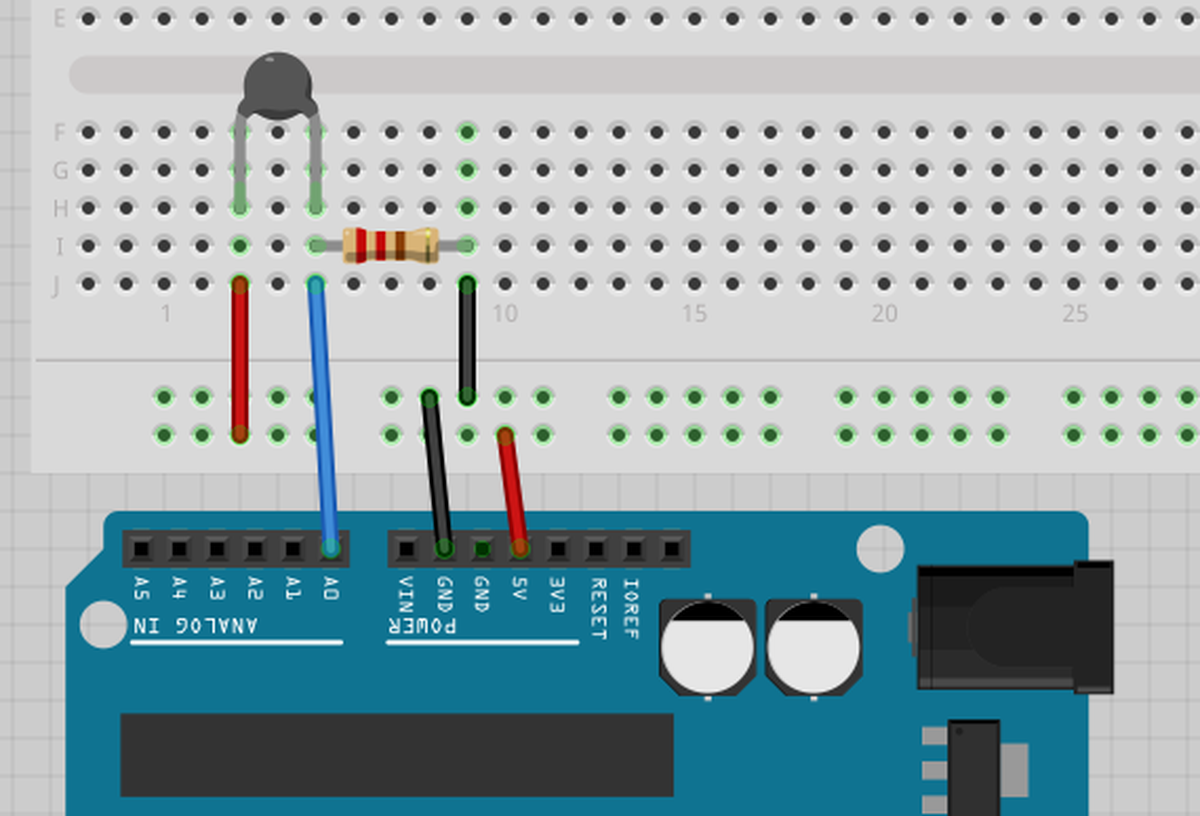 E
F
G
H
I
J
1 10 15 20 25
A5 A4 A3 A2 A1 A0 VIN GND GND 5V 3V3 RESET IOREF
ANALOG IN POWER